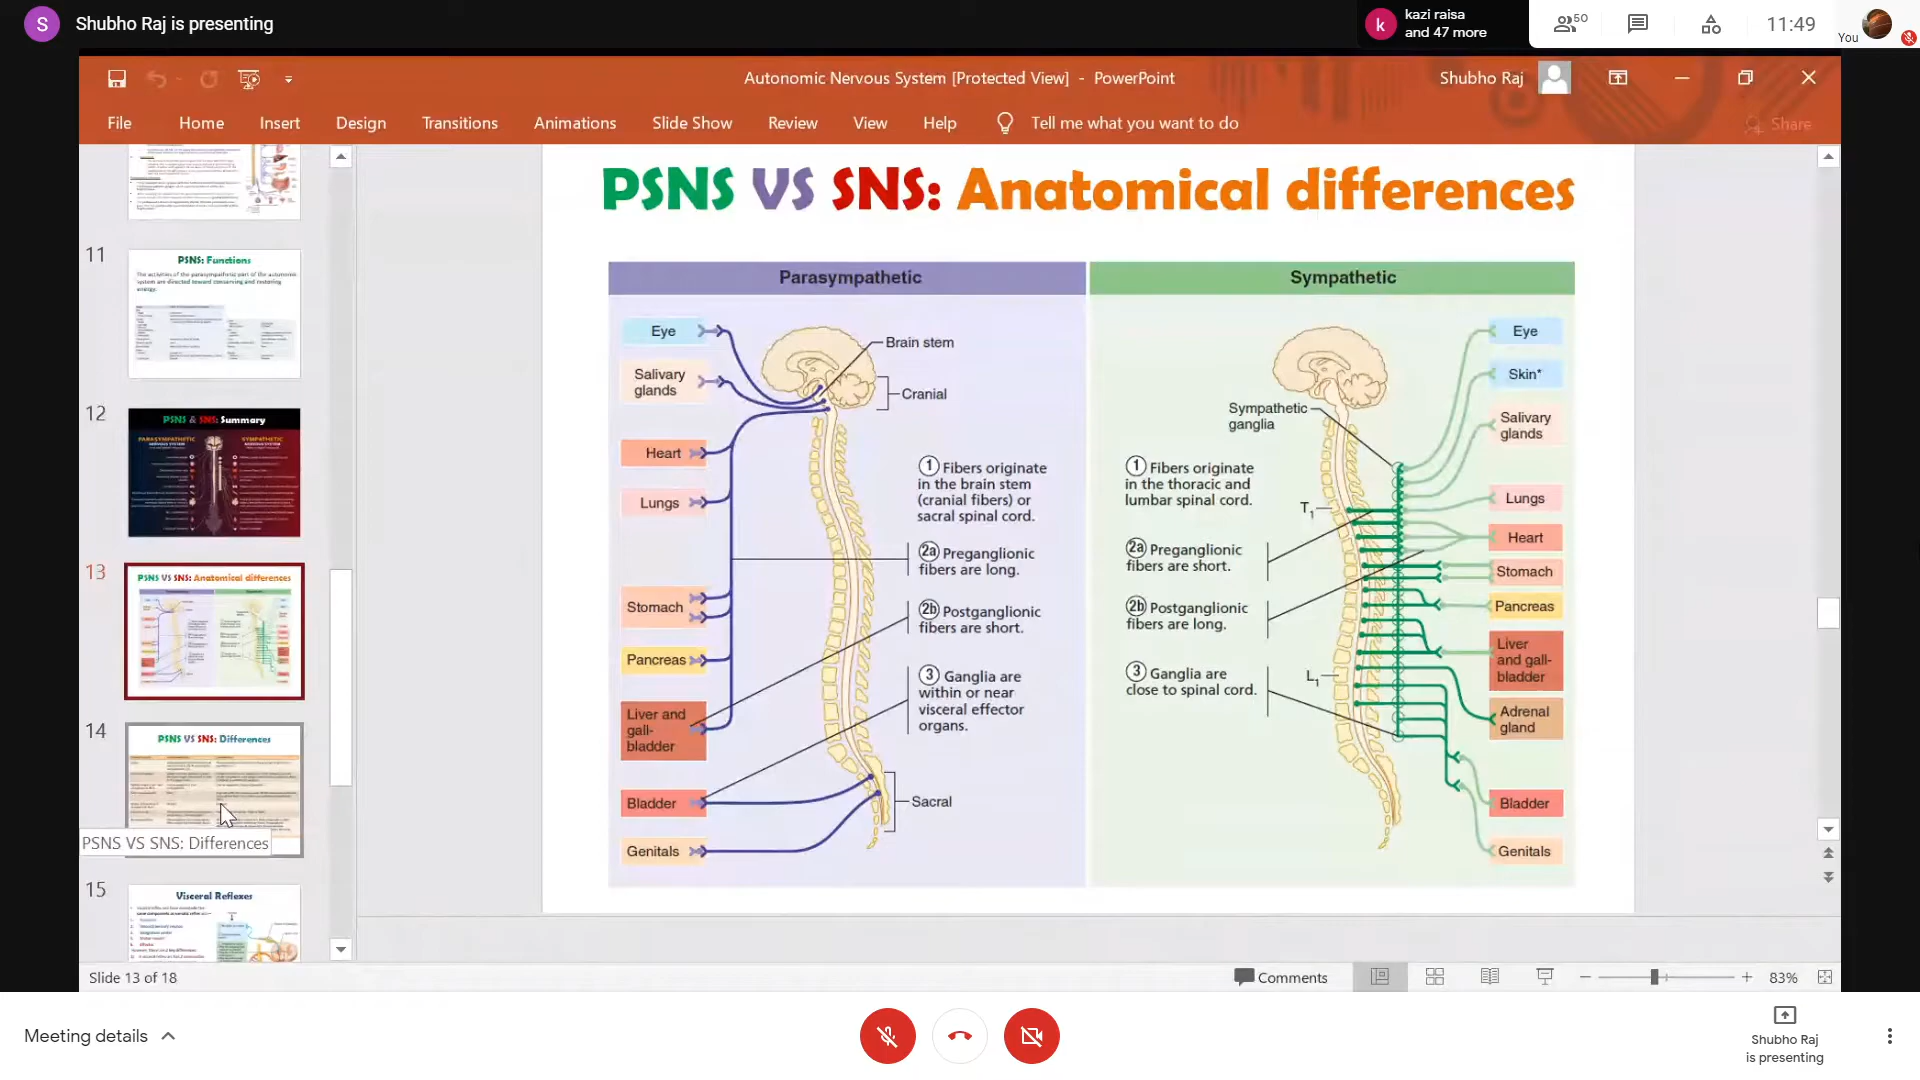 S
Shubho Raj is presenting
k
kazi raisa
and 47 more
50
11:49
You
Autonomic Nervous System [Protected View] - PowerPoint
Shubho Raj
File
Home
Insert
Design
Transitions
Animations
Slide Show
Review
View
Help
Tell me what you want to do
Share
11
PSNS: Functions
The activities of the parasympathetic part of the autonomic
system are directed toward conserving and restoring
energy.
12
PSNS & SNS: Summary
PARASYMPATHETIC
SYMPATHETIC
13
PSNS VS SNS: Anatomical differences
14
PSNS VS SNS: Differences
PSNS VS SNS: Differences
15
Visceral Reflexes
PSNS VS SNS: Anatomical differences
Parasympathetic
Eye
Salivary
glands
Heart
Lungs
Stomach
Pancreas
Liver and
gall-
bladder
Bladder
Genitals
Brain stem
Cranial
1 Fibers originate
in the brain stem
(cranial fibers) or
sacral spinal cord.
2a Preganglionic
fibers are long.
2b Postganglionic
fibers are short.
3 Ganglia are
within or near
visceral effector
organs.
Sacral
Sympathetic
Sympathetic
ganglia
1 Fibers originate
in the thoracic and
lumbar spinal cord.
T1
2a Preganglionic
fibers are short.
2b Postganglionic
fibers are long.
3 Ganglia are
close to spinal cord.
L1
Eye
Skin*
Salivary
glands
Lungs
Heart
Stomach
Pancreas
Liver
and gall-
bladder
Adrenal
gland
Bladder
Genitals
Slide 13 of 18
Comments
83%
Meeting details
Shubho Raj
is presenting